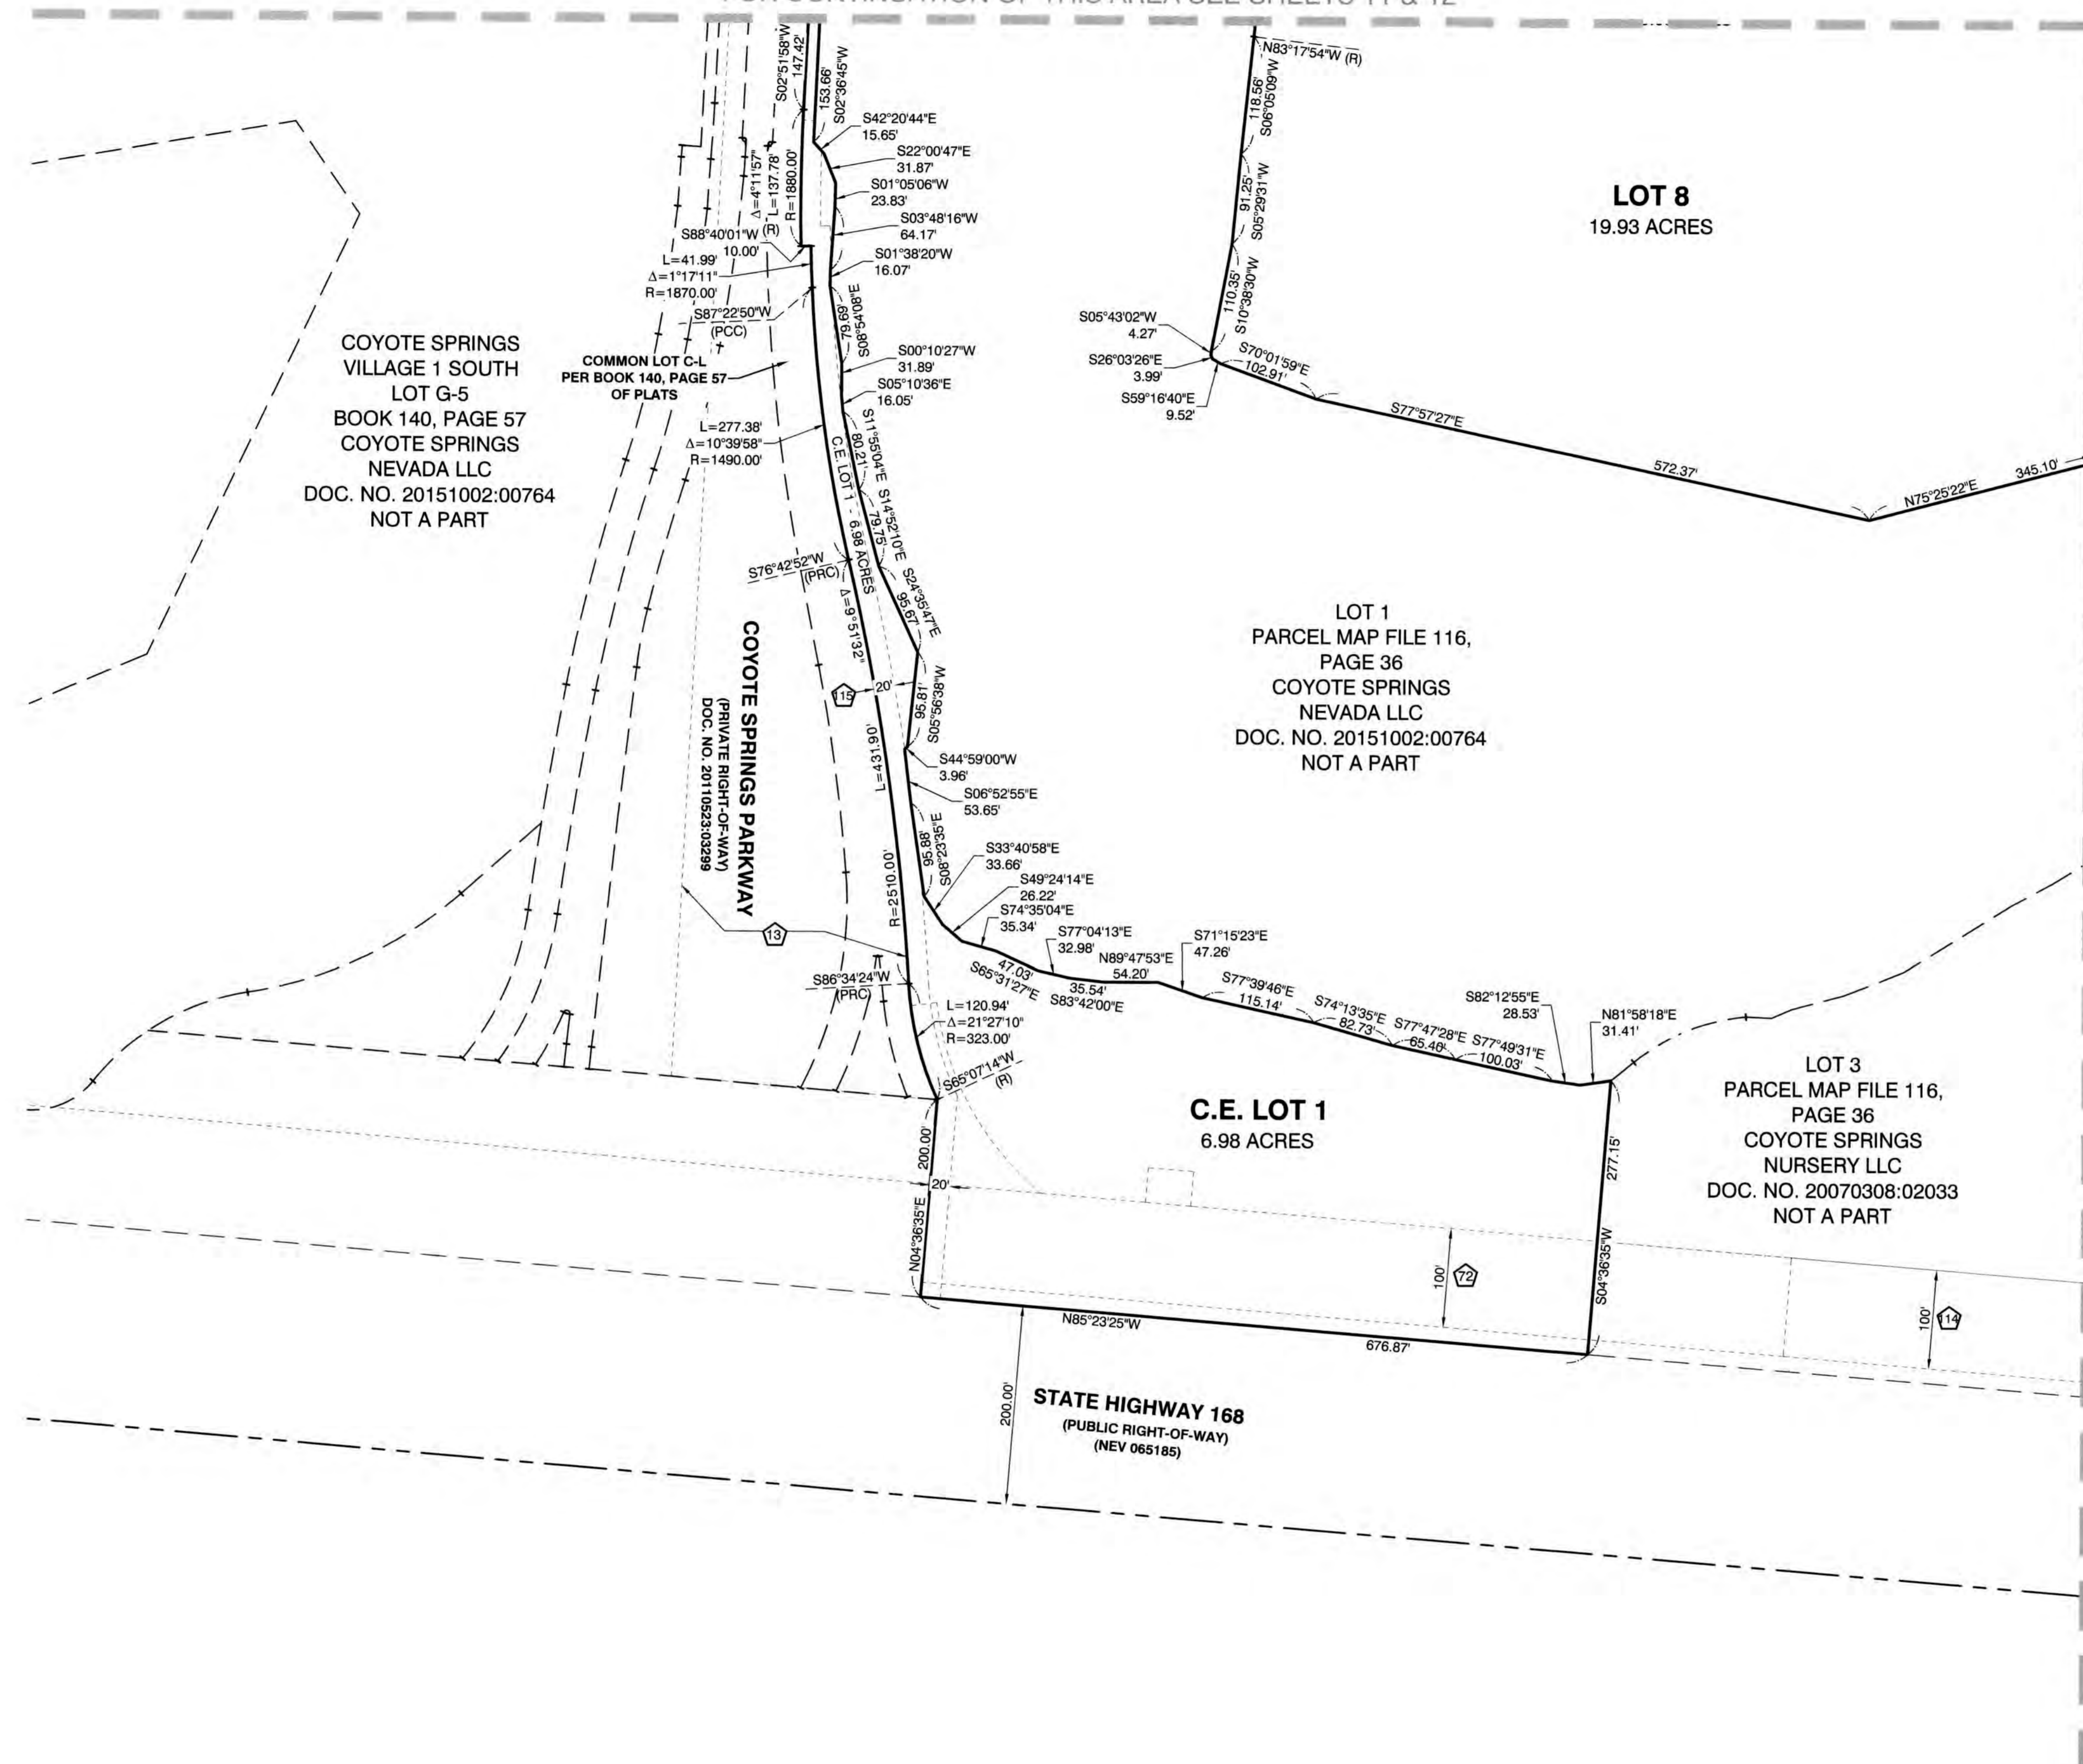 S02°51'58"W
147.42'
153.66'
S02°36'45"W
N83°17'54"W (R)
118.56'
S06°05'09"W
S42°20'44"E
15.65'
S22°00'47"E
31.87'
S01°05'06"W
23.83'
S03°48'16"W
64.17'
S01°38'20"W
16.07'
Δ=4°11'57"
L=137.78'
R=1880.00'
S88°40'01"W (R)
10.00'
L=41.99'
Δ=1°17'11"
R=1870.00'
S87°22'50"W
(PCC)
LOT 8
19.93 ACRES
91.25'
S05°29'31"W
110.35'
S10°38'30"W
S05°43'02"W
4.27'
S26°03'26"E
3.99'
S59°16'40"E
9.52'
S70°01'59"E
102.91'
S77°57'27"E
572.37'
N75°25'22"E
345.10'
COYOTE SPRINGS
VILLAGE 1 SOUTH
LOT G-5
BOOK 140, PAGE 57
COYOTE SPRINGS
NEVADA LLC
DOC. NO. 20151002:00764
NOT A PART
COMMON LOT C-L
PER BOOK 140, PAGE 57
OF PLATS
79.69'
S08°54'08"E
S00°10'27"W
31.89'
S05°10'36"E
16.05'
L=277.38'
Δ=10°39'58"
R=1490.00'
C.E. LOT 1 - 6.98 ACRES
S11°55'04"E
80.21'
S14°52'10"E
79.75'
S24°35'47"E
95.67'
S76°42'52"W
(PRC)
Δ=9°51'32"
L=431.90'
R=2510.00'
115
20'
95.81'
S05°56'38"W
LOT 1
PARCEL MAP FILE 116,
PAGE 36
COYOTE SPRINGS
NEVADA LLC
DOC. NO. 20151002:00764
NOT A PART
COYOTE SPRINGS PARKWAY
(PRIVATE RIGHT-OF-WAY)
DOC. NO. 20110523:03299
S44°59'00"W
3.96'
S06°52'55"E
53.65'
95.88'
S08°23'35"E
S33°40'58"E
33.66'
S49°24'14"E
26.22'
S74°35'04"E
35.34'
47.03'
S65°31'27"E
S77°04'13"E
32.98'
35.54'
S83°42'00"E
N89°47'53"E
54.20'
S71°15'23"E
47.26'
S77°39'46"E
115.14'
S74°13'35"E
82.73'
S77°47'28"E
65.40'
S77°49'31"E
100.03'
S82°12'55"E
28.53'
N81°58'18"E
31.41'
13
S86°34'24"W
(PRC)
L=120.94'
Δ=21°27'10"
R=323.00'
S65°07'14"W
(R)
LOT 3
PARCEL MAP FILE 116,
PAGE 36
COYOTE SPRINGS
NURSERY LLC
DOC. NO. 20070308:02033
NOT A PART
C.E. LOT 1
6.98 ACRES
200.00'
N04°36'35"E
20'
277.15'
S04°36'35"W
100'
72
100'
114
N85°23'25"W
676.87'
200.00'
STATE HIGHWAY 168
(PUBLIC RIGHT-OF-WAY)
(NEV 065185)